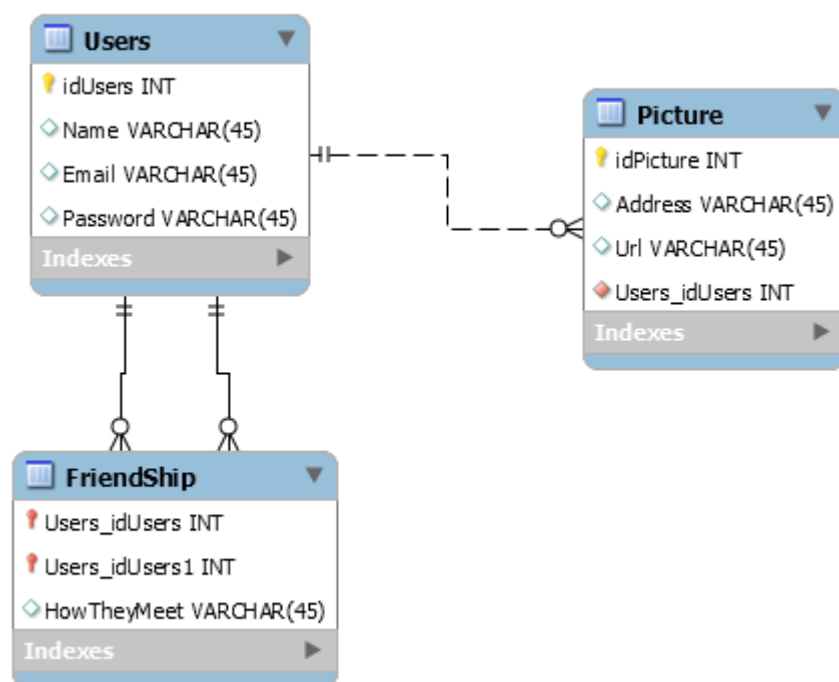 Users
idUsers INT
Name VARCHAR(45)
Email VARCHAR(45)
Password VARCHAR(45)
Indexes
Picture
idPicture INT
Address VARCHAR(45)
Url VARCHAR(45)
Users_idUsers INT
Indexes
FriendShip
Users_idUsers INT
Users_idUsers1 INT
HowTheyMeet VARCHAR(45)
Indexes